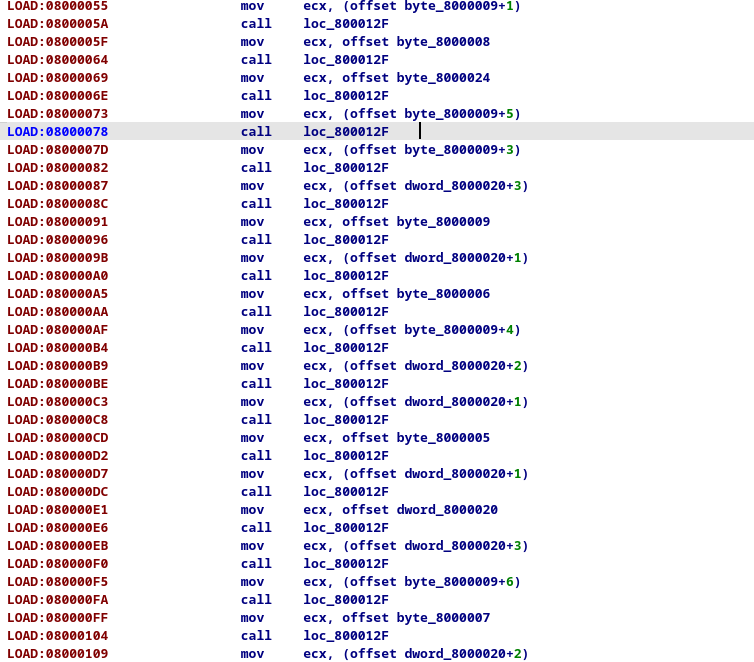 LOAD:08000055 mov ecx, (offset byte_8000009+1)
LOAD:0800005A call loc_800012F
LOAD:0800005F mov ecx, offset byte_8000008
LOAD:08000064 call loc_800012F
LOAD:08000069 mov ecx, offset byte_8000024
LOAD:0800006E call loc_800012F
LOAD:08000073 mov ecx, (offset byte_8000009+5)
LOAD:08000078 call loc_800012F
LOAD:0800007D mov ecx, (offset byte_8000009+3)
LOAD:08000082 call loc_800012F
LOAD:08000087 mov ecx, (offset dword_8000020+3)
LOAD:0800008C call loc_800012F
LOAD:08000091 mov ecx, offset byte_8000009
LOAD:08000096 call loc_800012F
LOAD:0800009B mov ecx, (offset dword_8000020+1)
LOAD:080000A0 call loc_800012F
LOAD:080000A5 mov ecx, offset byte_8000006
LOAD:080000AA call loc_800012F
LOAD:080000AF mov ecx, (offset byte_8000009+4)
LOAD:080000B4 call loc_800012F
LOAD:080000B9 mov ecx, (offset dword_8000020+2)
LOAD:080000BE call loc_800012F
LOAD:080000C3 mov ecx, (offset dword_8000020+1)
LOAD:080000C8 call loc_800012F
LOAD:080000CD mov ecx, offset byte_8000005
LOAD:080000D2 call loc_800012F
LOAD:080000D7 mov ecx, (offset dword_8000020+1)
LOAD:080000DC call loc_800012F
LOAD:080000E1 mov ecx, offset dword_8000020
LOAD:080000E6 call loc_800012F
LOAD:080000EB mov ecx, (offset dword_8000020+3)
LOAD:080000F0 call loc_800012F
LOAD:080000F5 mov ecx, (offset byte_8000009+6)
LOAD:080000FA call loc_800012F
LOAD:080000FF mov ecx, offset byte_8000007
LOAD:08000104 call loc_800012F
LOAD:08000109 mov ecx, (offset dword_8000020+2)